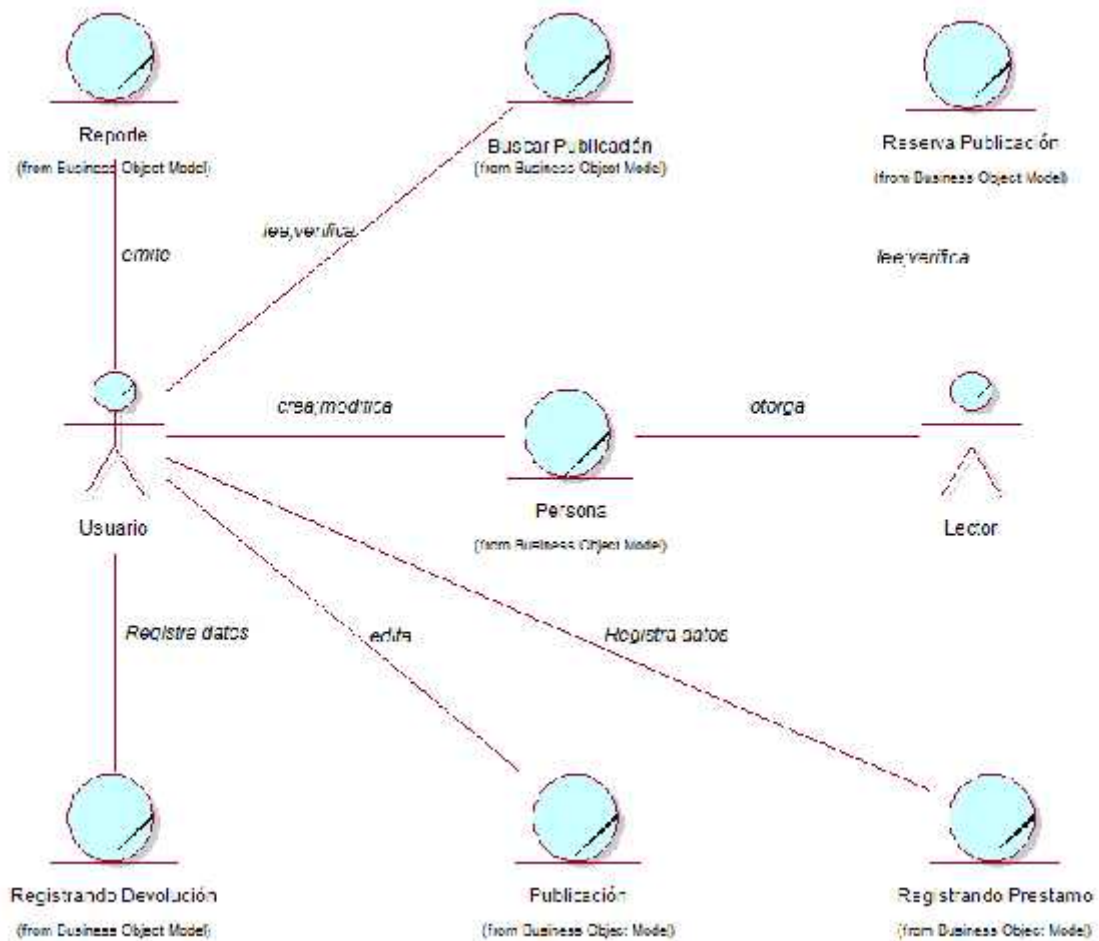 Reporte
(from Business Object Model)
Buscar Publicación
(from Business Object Model)
Reserva Publicación
(from Business Object Model)
emite
lee;verifica
lee;verifica
crea;modifica
otorga
Usuario
Persona
(from Business Object Model)
Lector
Registra datos
edita
Registra datos
Registrando Devolución
(from Business Object Model)
Publicación
(from Business Object Model)
Registrando Prestamo
(from Business Object Model)